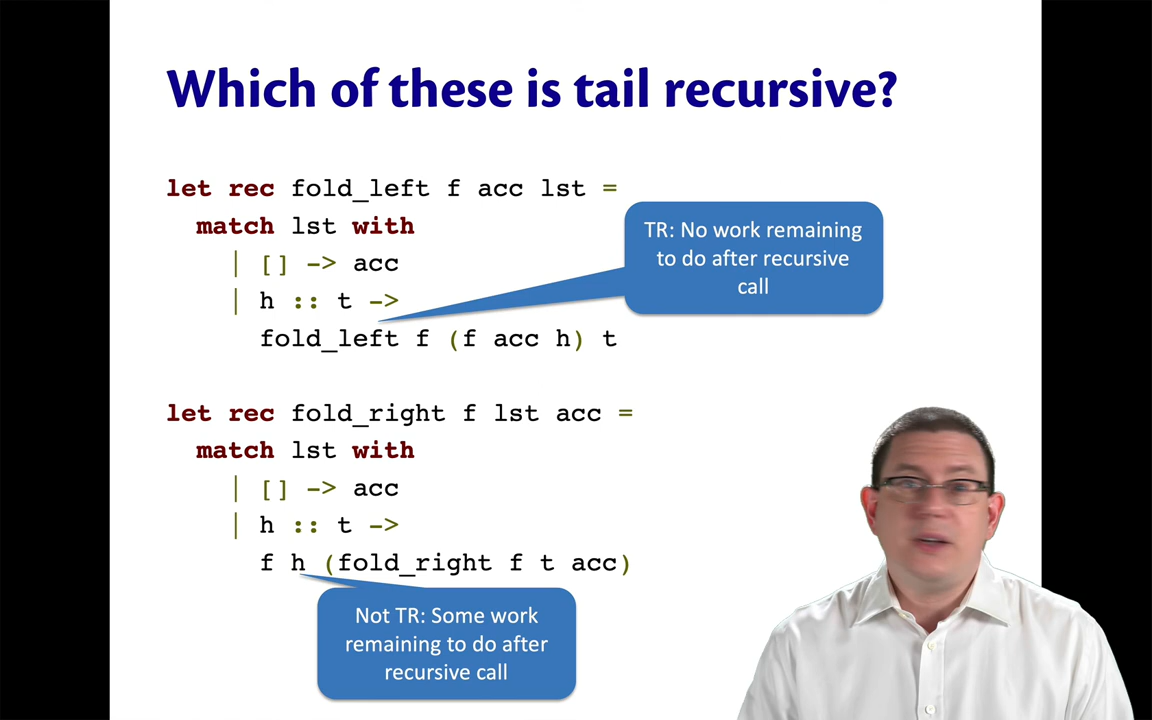 Which of these is tail recursive?
let rec fold_left f acc lst =
match lst with
| [] -> acc
| h :: t ->
fold_left f (f acc h) t
TR: No work remaining
to do after recursive
call
let rec fold_right f lst acc =
match lst with
| [] -> acc
| h :: t ->
f h (fold_right f t acc)
Not TR: Some work
remaining to do after
recursive call